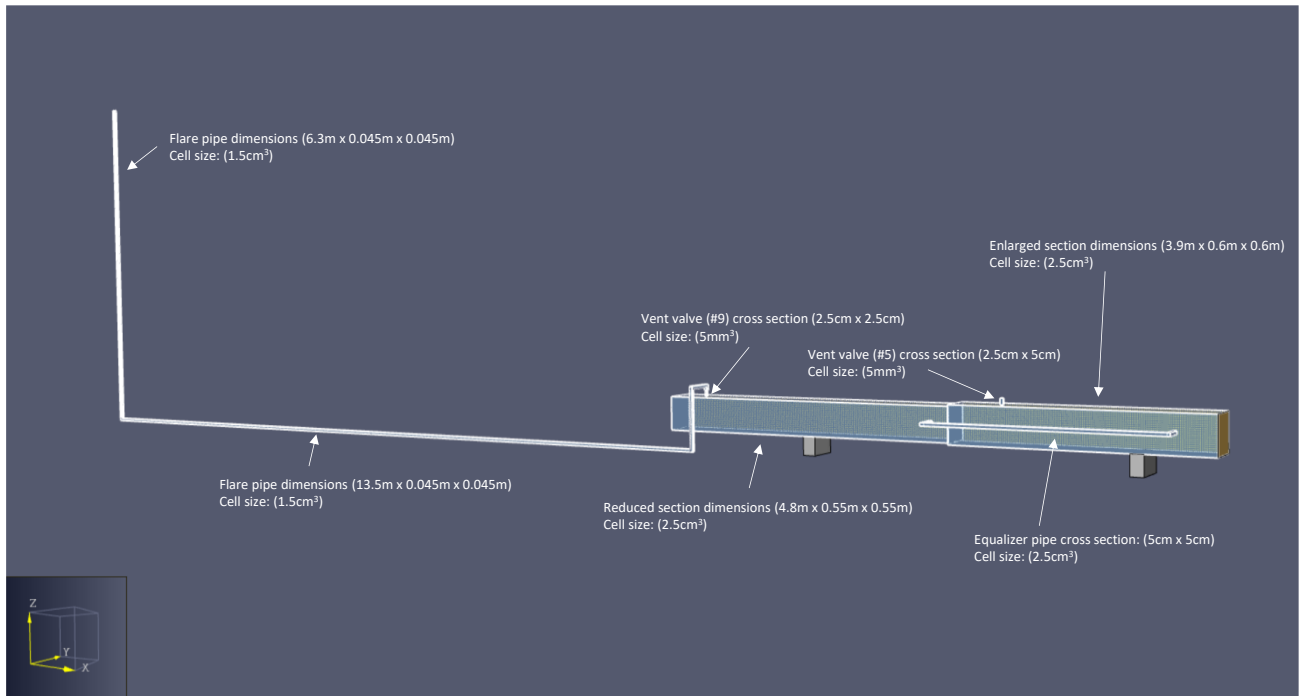 Flare pipe dimensions (6.3m x 0.045m x 0.045m)
Cell size: (1.5cm³)
Enlarged section dimensions (3.9m x 0.6m x 0.6m)
Cell size: (2.5cm³)
Vent valve (#9) cross section (2.5cm x 2.5cm)
Cell size: (5mm³)
Vent valve (#5) cross section (2.5cm x 5cm)
Cell size: (5mm³)
Flare pipe dimensions (13.5m x 0.045m x 0.045m)
Cell size: (1.5cm³)
Reduced section dimensions (4.8m x 0.55m x 0.55m)
Cell size: (2.5cm³)
Equalizer pipe cross section: (5cm x 5cm)
Cell size: (2.5cm³)
Z
Y
X